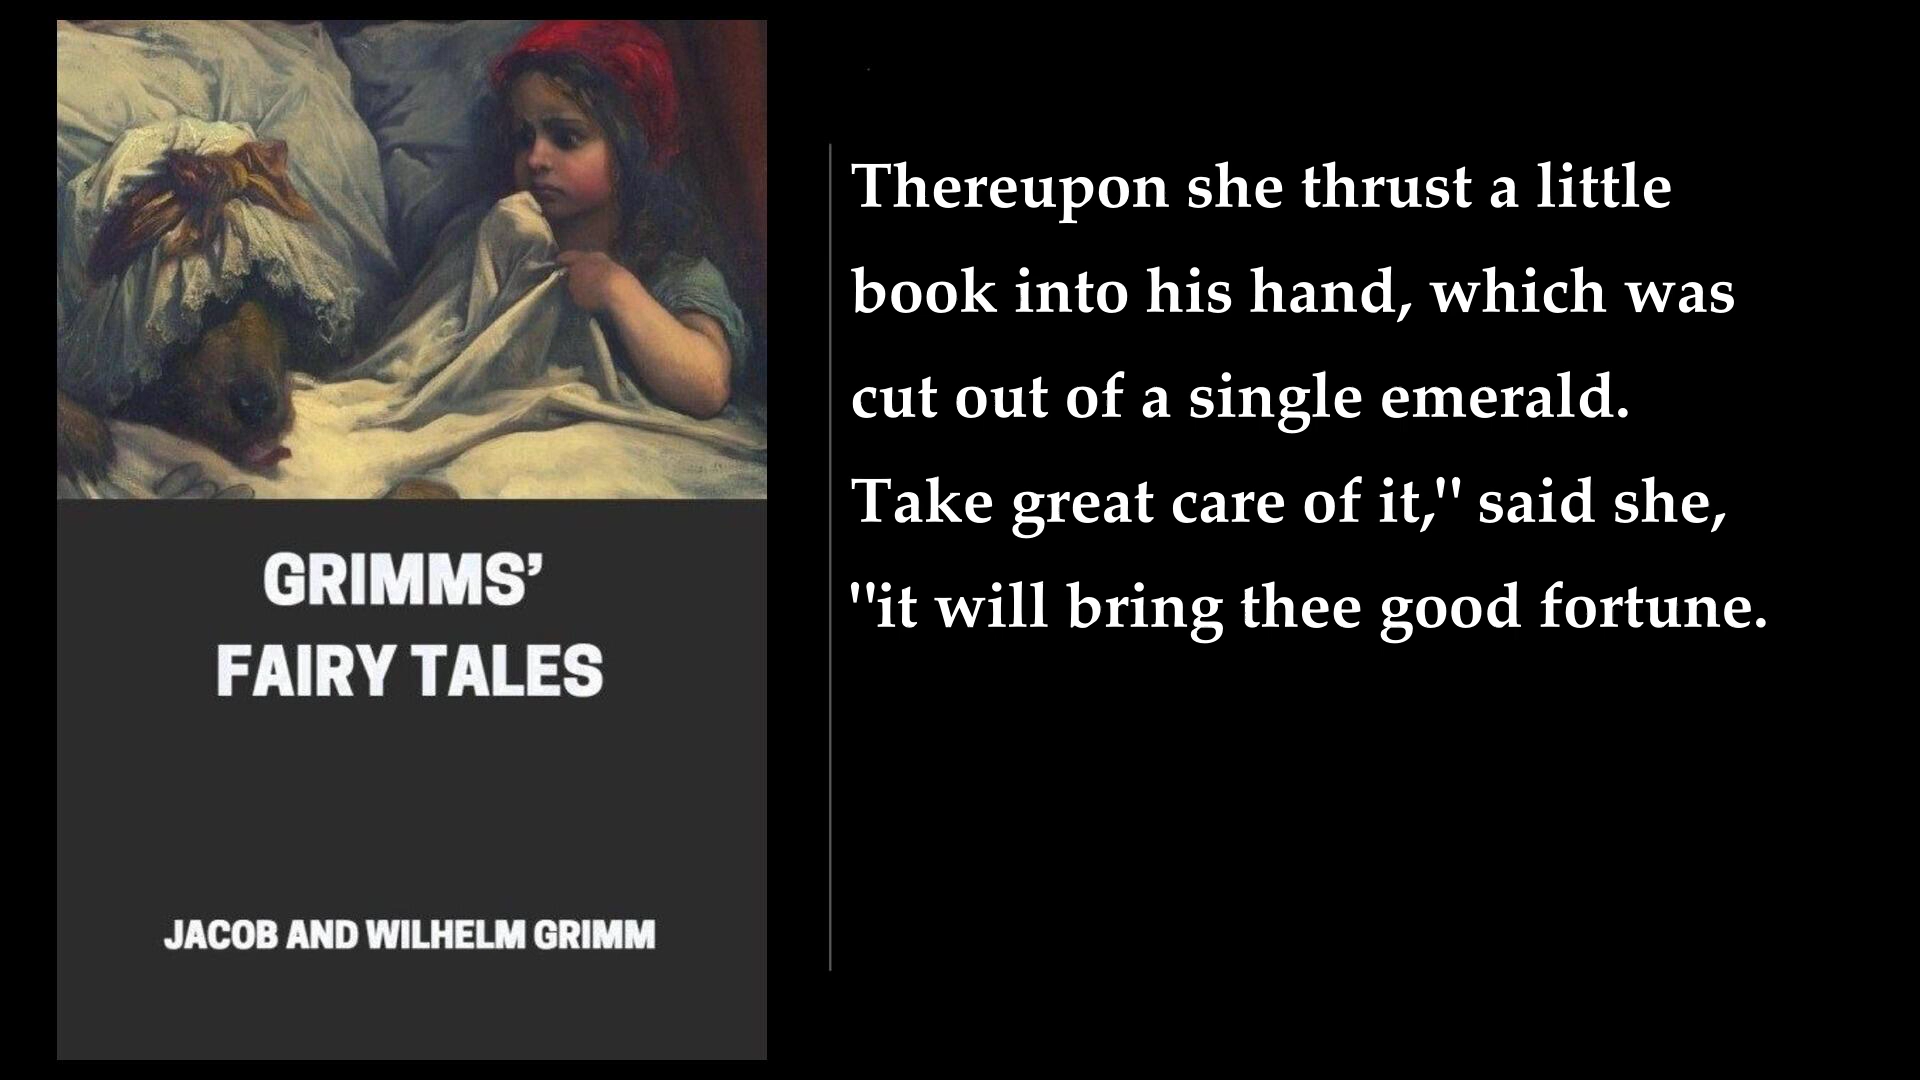 GRIMMS’
FAIRY TALES
JACOB AND WILHELM GRIMM
Thereupon she thrust a little
book into his hand, which was
cut out of a single emerald.
Take great care of it," said she,
"it will bring thee good fortune.